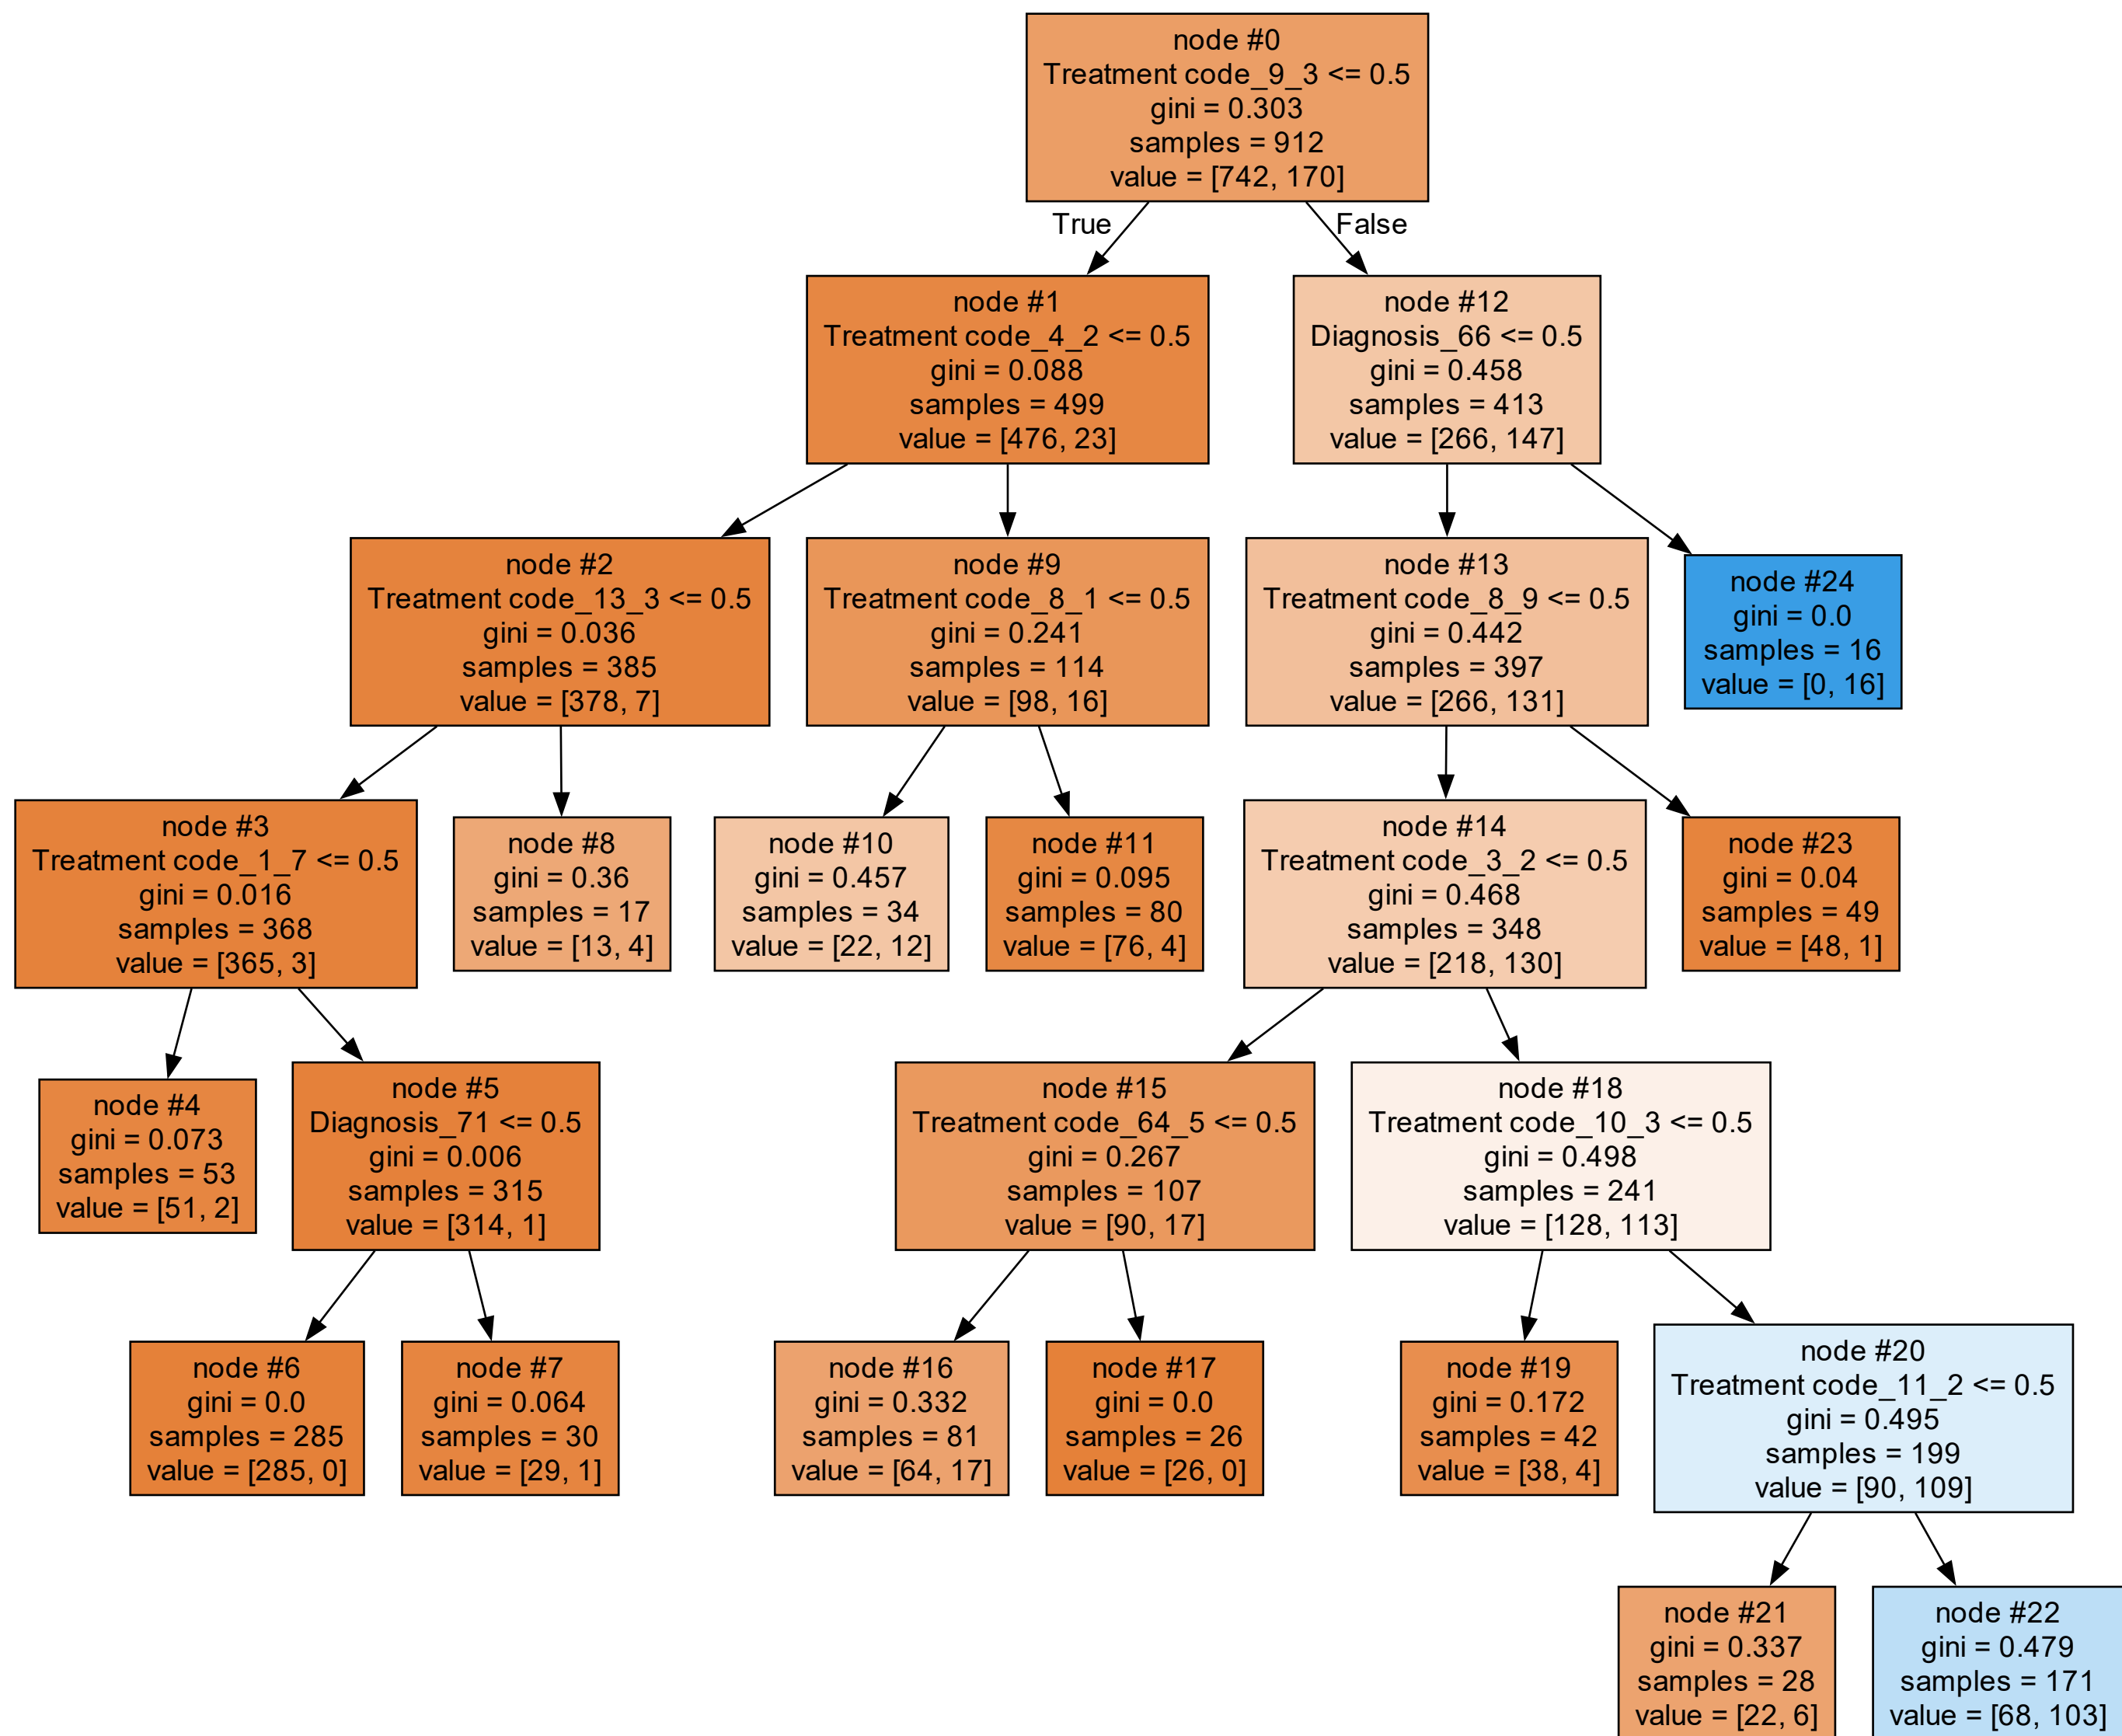 node #0
Treatment code_9_3 <= 0.5
gini = 0.303
samples = 912
value = [742, 170]
True
False
node #1
Treatment code_4_2 <= 0.5
gini = 0.088
samples = 499
value = [476, 23]
node #12
Diagnosis_66 <= 0.5
gini = 0.458
samples = 413
value = [266, 147]
node #2
Treatment code_13_3 <= 0.5
gini = 0.036
samples = 385
value = [378, 7]
node #9
Treatment code_8_1 <= 0.5
gini = 0.241
samples = 114
value = [98, 16]
node #13
Treatment code_8_9 <= 0.5
gini = 0.442
samples = 397
value = [266, 131]
node #24
gini = 0.0
samples = 16
value = [0, 16]
node #3
Treatment code_1_7 <= 0.5
gini = 0.016
samples = 368
value = [365, 3]
node #8
gini = 0.36
samples = 17
value = [13, 4]
node #10
gini = 0.457
samples = 34
value = [22, 12]
node #11
gini = 0.095
samples = 80
value = [76, 4]
node #14
Treatment code_3_2 <= 0.5
gini = 0.468
samples = 348
value = [218, 130]
node #23
gini = 0.04
samples = 49
value = [48, 1]
node #4
gini = 0.073
samples = 53
value = [51, 2]
node #5
Diagnosis_71 <= 0.5
gini = 0.006
samples = 315
value = [314, 1]
node #15
Treatment code_64_5 <= 0.5
gini = 0.267
samples = 107
value = [90, 17]
node #18
Treatment code_10_3 <= 0.5
gini = 0.498
samples = 241
value = [128, 113]
node #6
gini = 0.0
samples = 285
value = [285, 0]
node #7
gini = 0.064
samples = 30
value = [29, 1]
node #16
gini = 0.332
samples = 81
value = [64, 17]
node #17
gini = 0.0
samples = 26
value = [26, 0]
node #19
gini = 0.172
samples = 42
value = [38, 4]
node #20
Treatment code_11_2 <= 0.5
gini = 0.495
samples = 199
value = [90, 109]
node #21
gini = 0.337
samples = 28
value = [22, 6]
node #22
gini = 0.479
samples = 171
value = [68, 103]